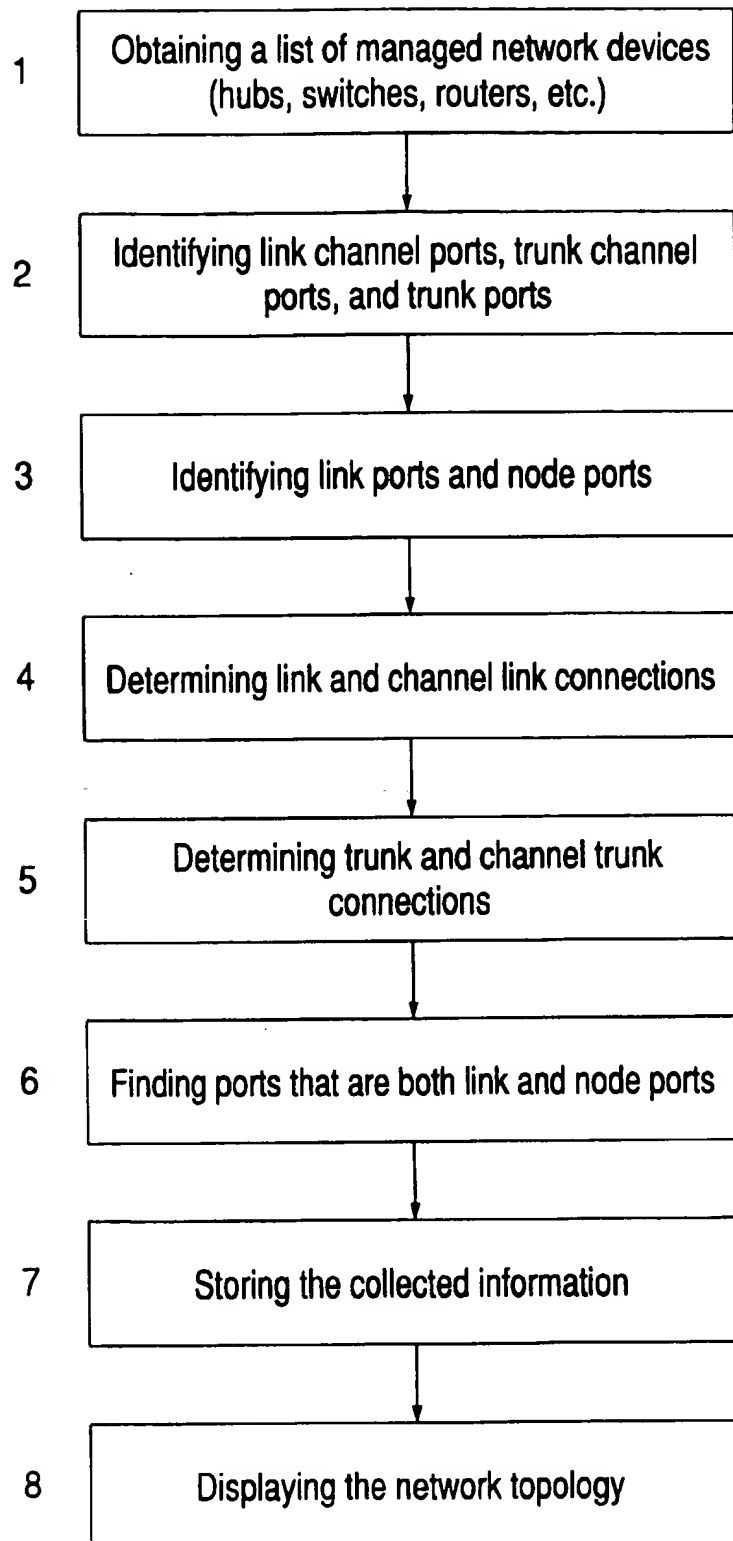 1
Obtaining a list of managed network devices
(hubs, switches, routers, etc.)
2
Identifying link channel ports, trunk channel
ports, and trunk ports
3
Identifying link ports and node ports
4
Determining link and channel link connections
5
Determining trunk and channel trunk
connections
6
Finding ports that are both link and node ports
7
Storing the collected information
8
Displaying the network topology